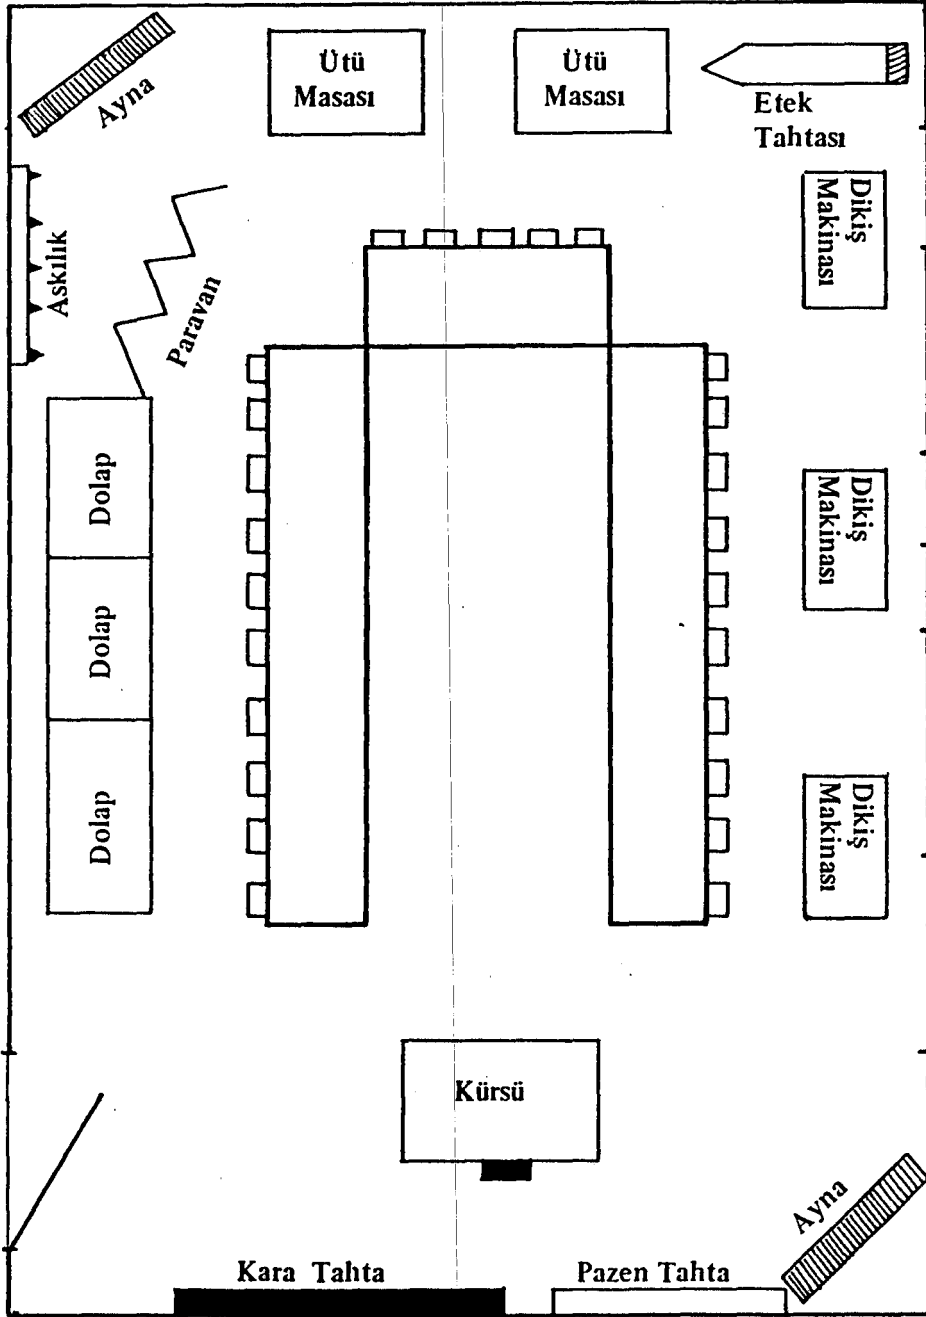 Ayna
Ütü
Masası
Ütü
Masası
Etek
Tahtası
Askılık
Paravan
Dikiş
Makinası
Dolap
Dikiş
Makinası
Dolap
Dolap
Dikiş
Makinası
Kürsü
Ayna
Kara Tahta
Pazen Tahta